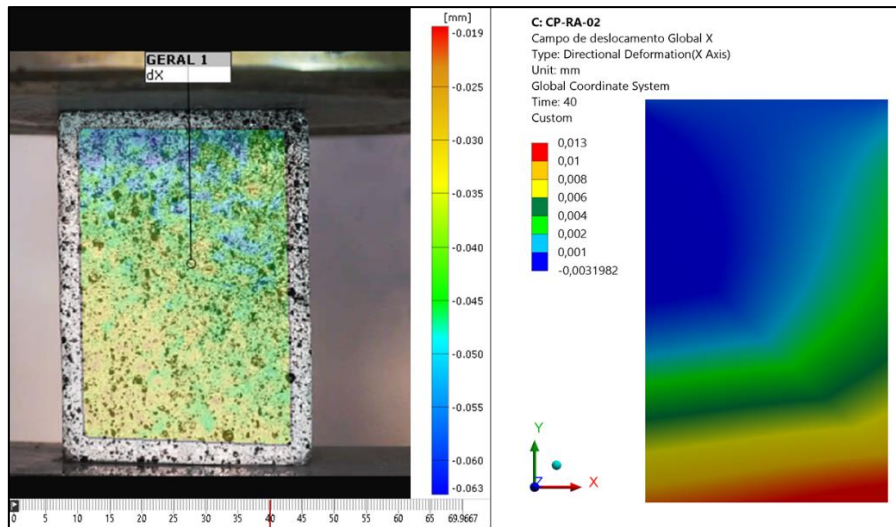 GERAL 1
dX
[mm]
-0.019
-0.025
-0.030
-0.035
-0.040
-0.045
-0.050
-0.055
-0.060
-0.063
0 5 10 15 20 25 30 35 40 45 50 55 60 65 69.9667
C: CP-RA-02
Campo de deslocamento Global X
Type: Directional Deformation(X Axis)
Unit: mm
Global Coordinate System
Time: 40
Custom
0,013
0,01
0,008
0,006
0,004
0,002
0,001
-0,0031982
Y
Z X